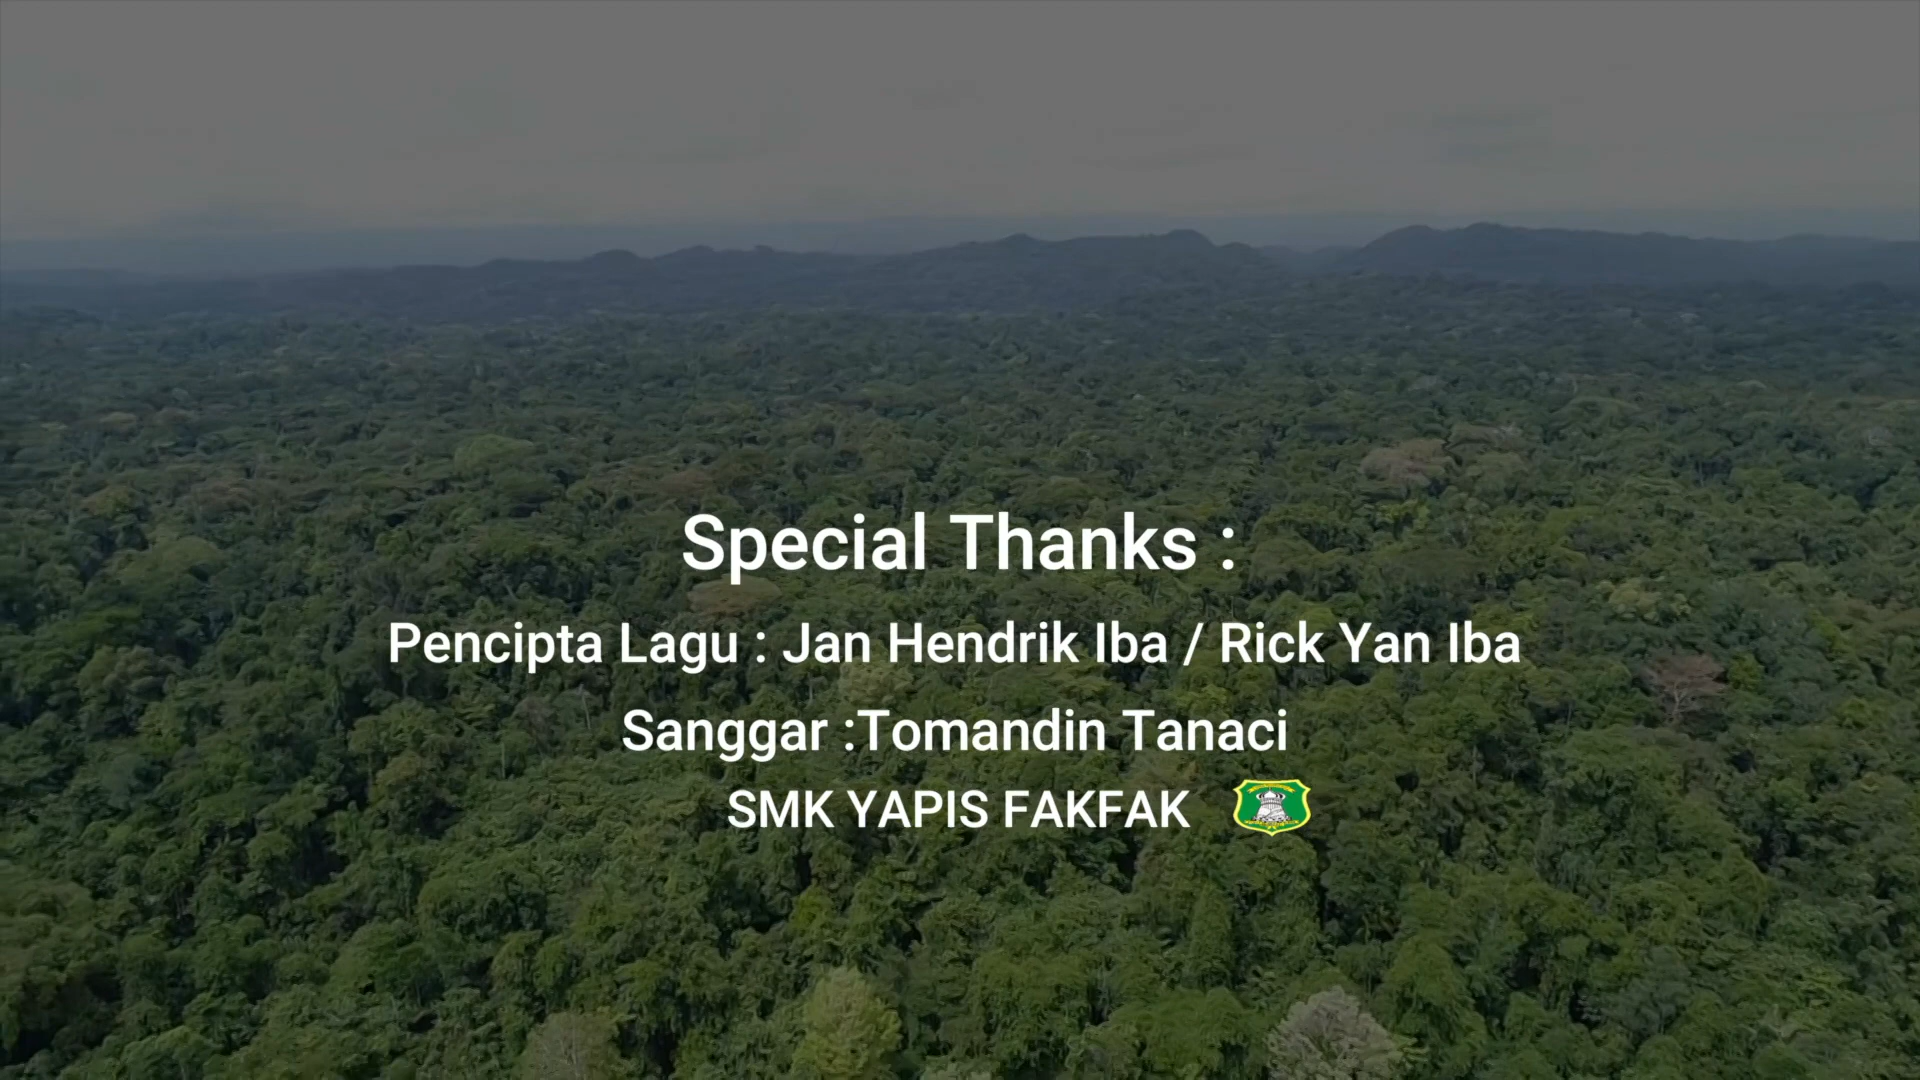 Special Thanks :
Pencipta Lagu : Jan Hendrik Iba / Rick Yan Iba
Sanggar :Tomandin Tanaci
SMK YAPIS FAKFAK